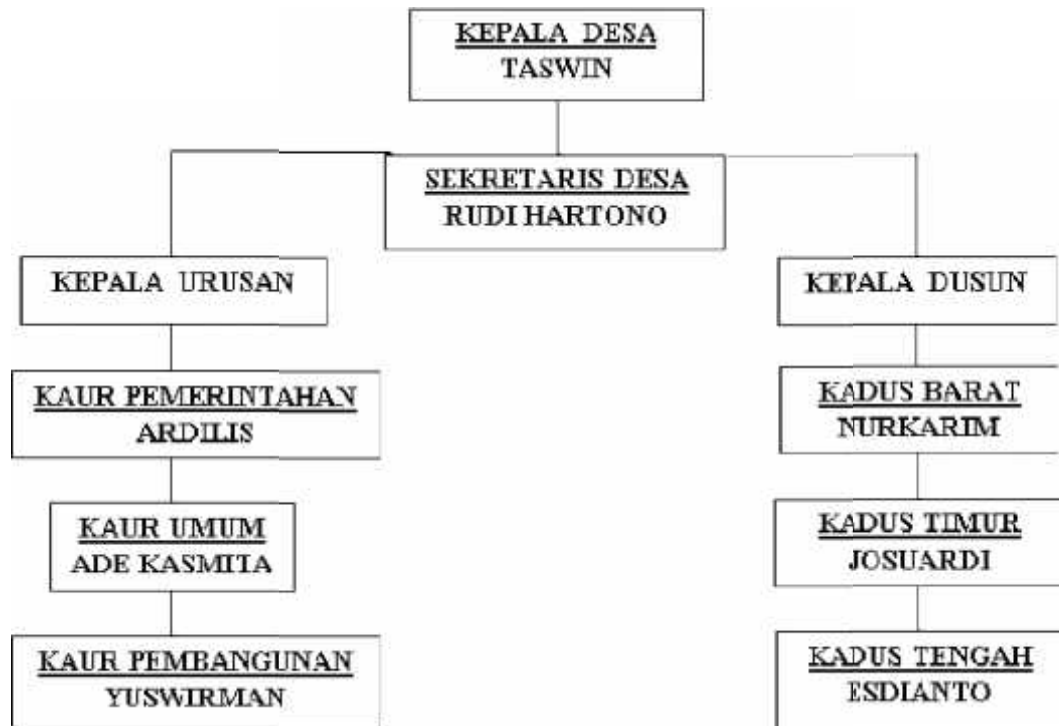 KEPALA DESA
TASWIN
SEKRETARIS DESA
RUDI HARTONO
KEPALA URUSAN
KEPALA DUSUN
KAUR PEMERINTAHAN
ARDILIS
KADUS BARAT
NURKARIM
KAUR UMUM
ADE KASMITA
KADUS TIMUR
JOSUARDI
KAUR PEMBANGUNAN
YUSWIRMAN
KADUS TENGAH
ESDIANTO